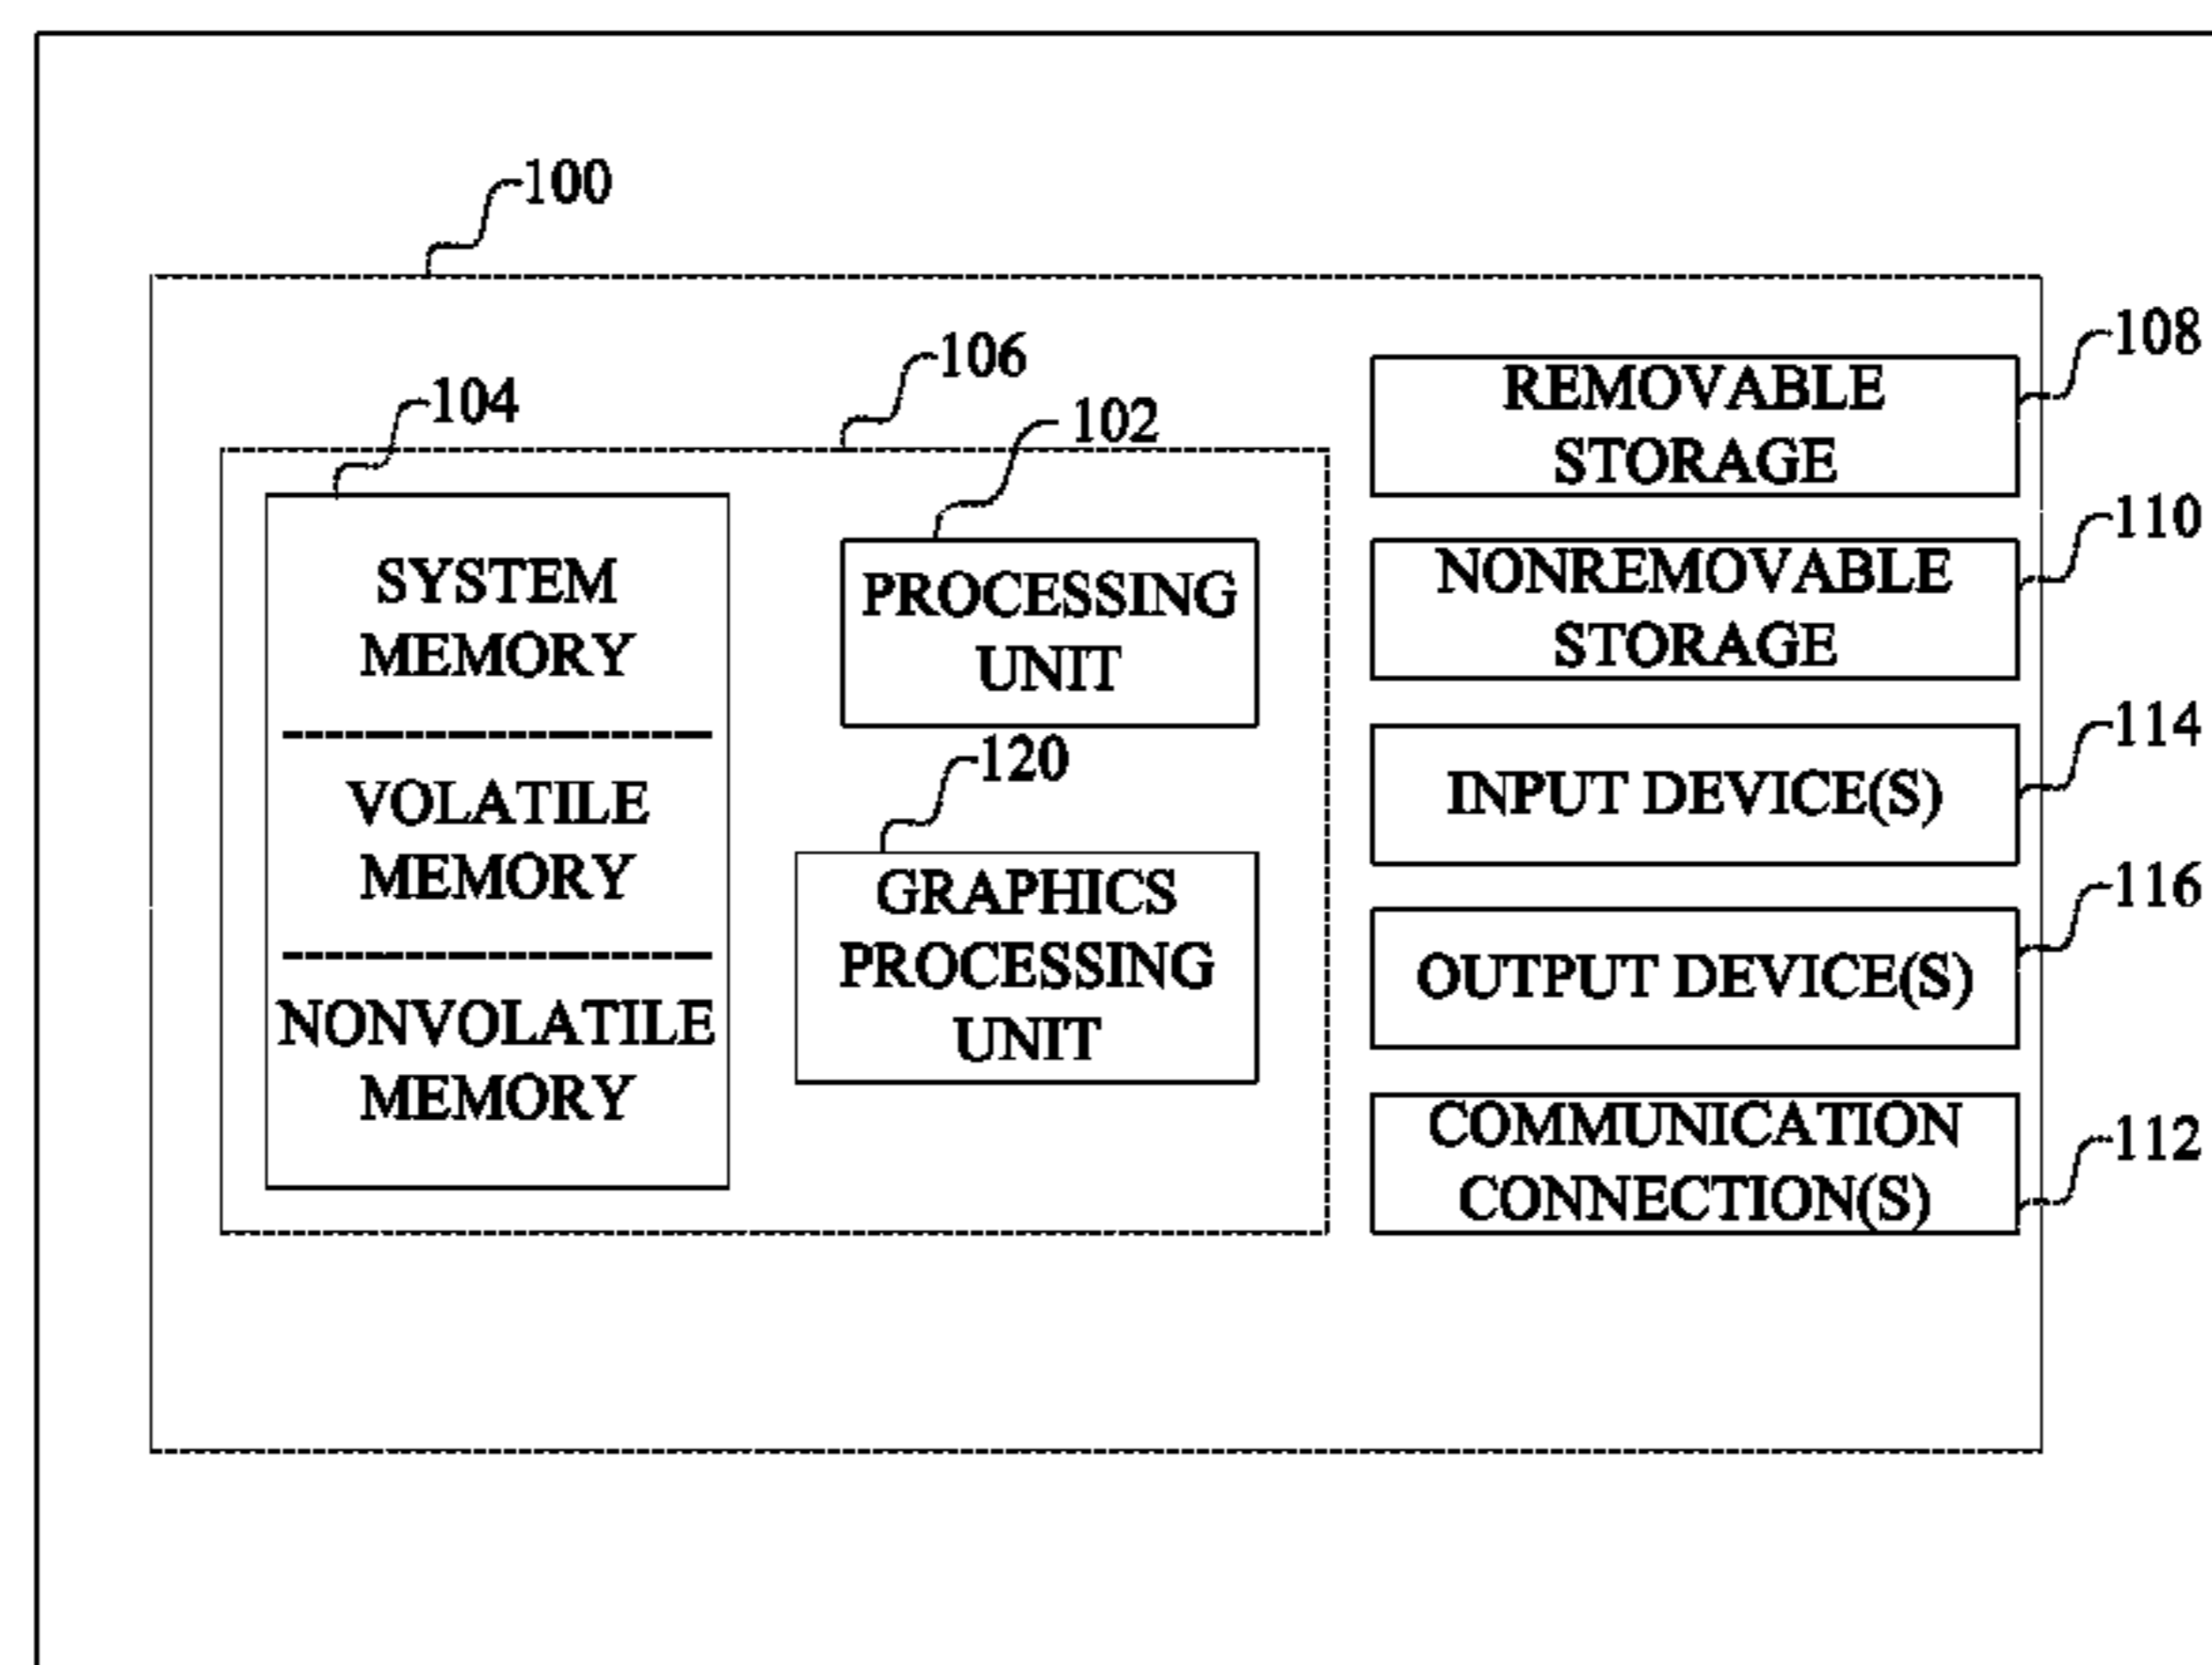 100
106
104
102
SYSTEM
MEMORY
VOLATILE
MEMORY
NONVOLATILE
MEMORY
PROCESSING
UNIT
120
GRAPHICS
PROCESSING
UNIT
108
REMOVABLE
STORAGE
110
NONREMOVABLE
STORAGE
114
INPUT DEVICE(S)
116
OUTPUT DEVICE(S)
112
COMMUNICATION
CONNECTION(S)